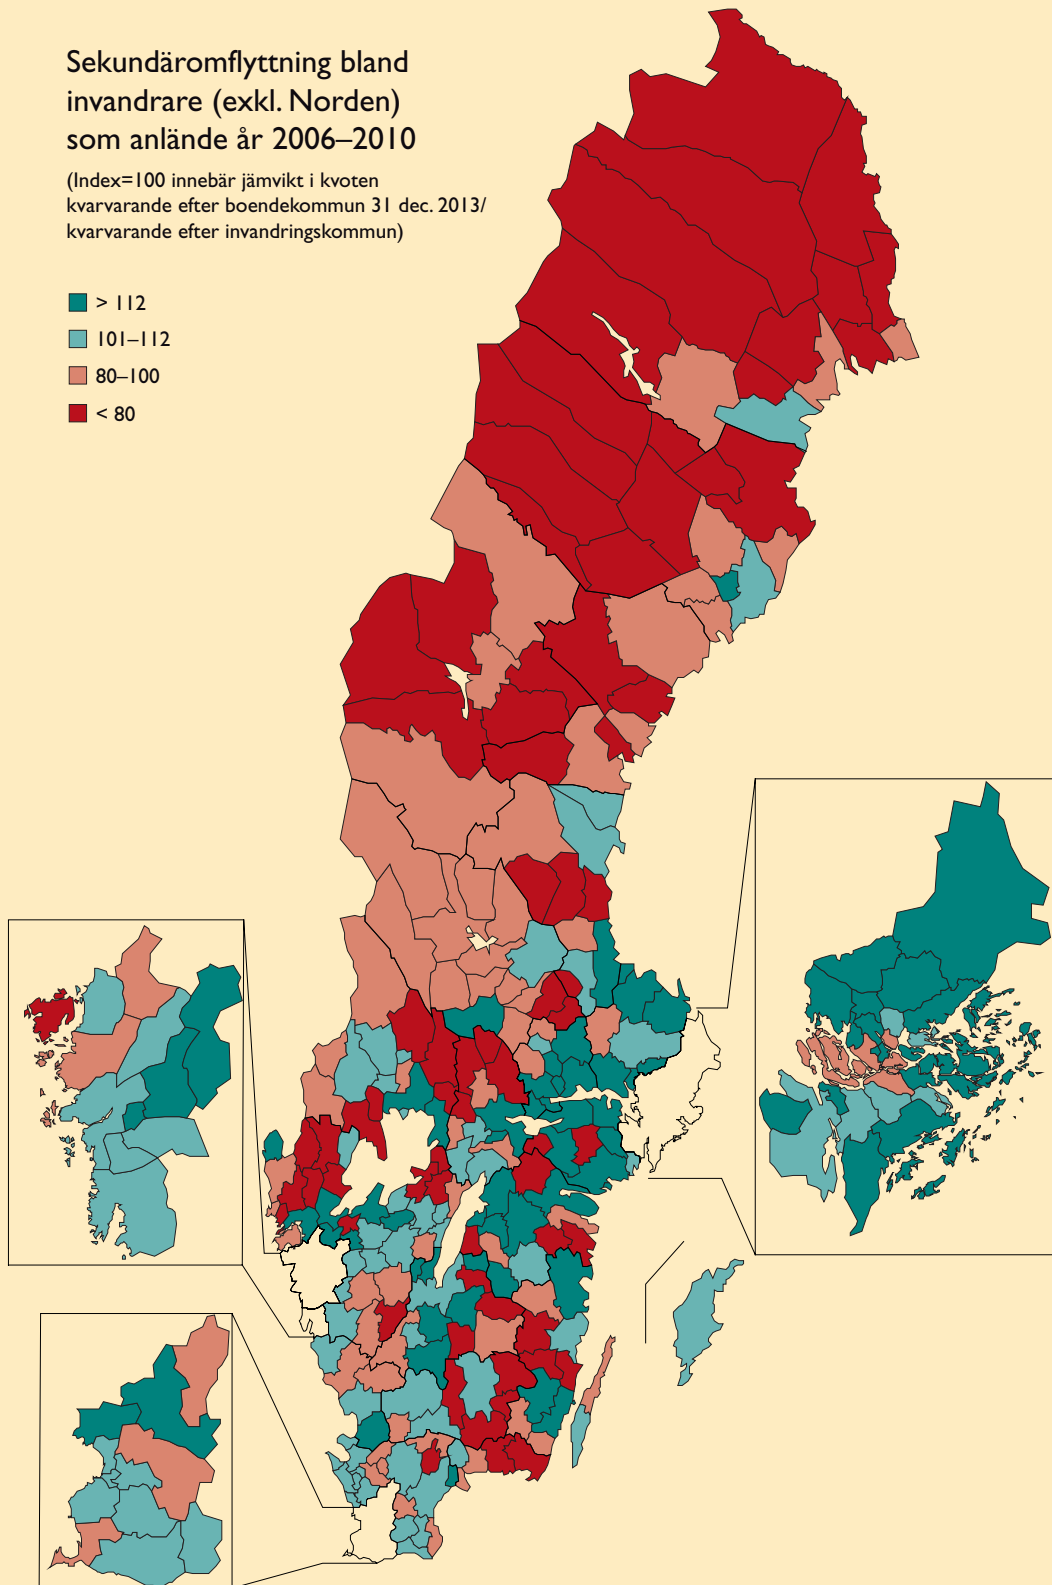 Sekundäromflyttning bland
invandrare (exkl. Norden)
som anlände år 2006–2010
(Index=100 innebär jämvikt i kvoten
kvarvarande efter boendekommun 31 dec. 2013/
kvarvarande efter invandringskommun)
> 112
101–112
80–100
< 80